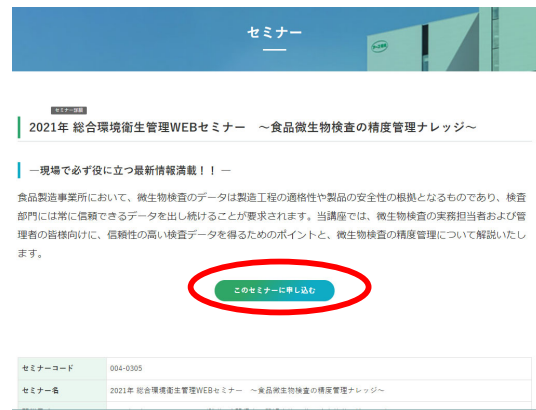 セミナー
セミナー詳細
2021年 総合環境衛生管理WEBセミナー　～食品微生物検査の精度管理ナレッジ～
―現場で必ず役に立つ最新情報満載！！―
食品製造事業所において、微生物検査のデータは製造工程の適格性や製品の安全性の根拠となるものであり、検査
部門には常に信頼できるデータを出し続けることが要求されます。当講座では、微生物検査の実務担当者および管
理者の皆様向けに、信頼性の高い検査データを得るためのポイントと、微生物検査の精度管理について解説いたし
ます。
このセミナーに申し込む
セミナーコード 004-0305
セミナー名 2021年 総合環境衛生管理WEBセミナー　～食品微生物検査の精度管理ナレッジ～